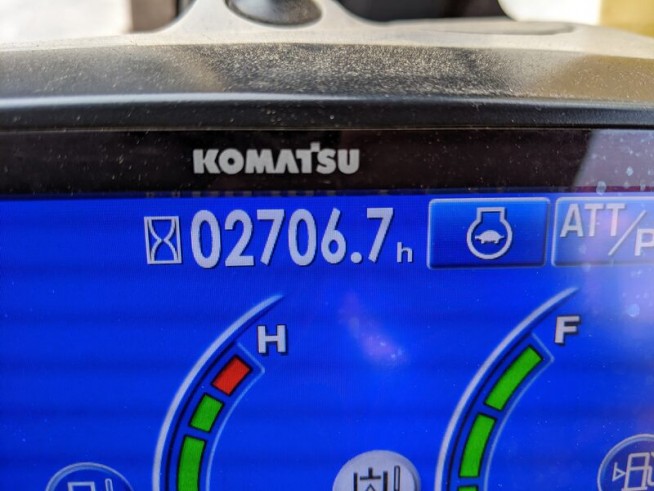 KOMATSU
02706.7h
ATT/P
H
F